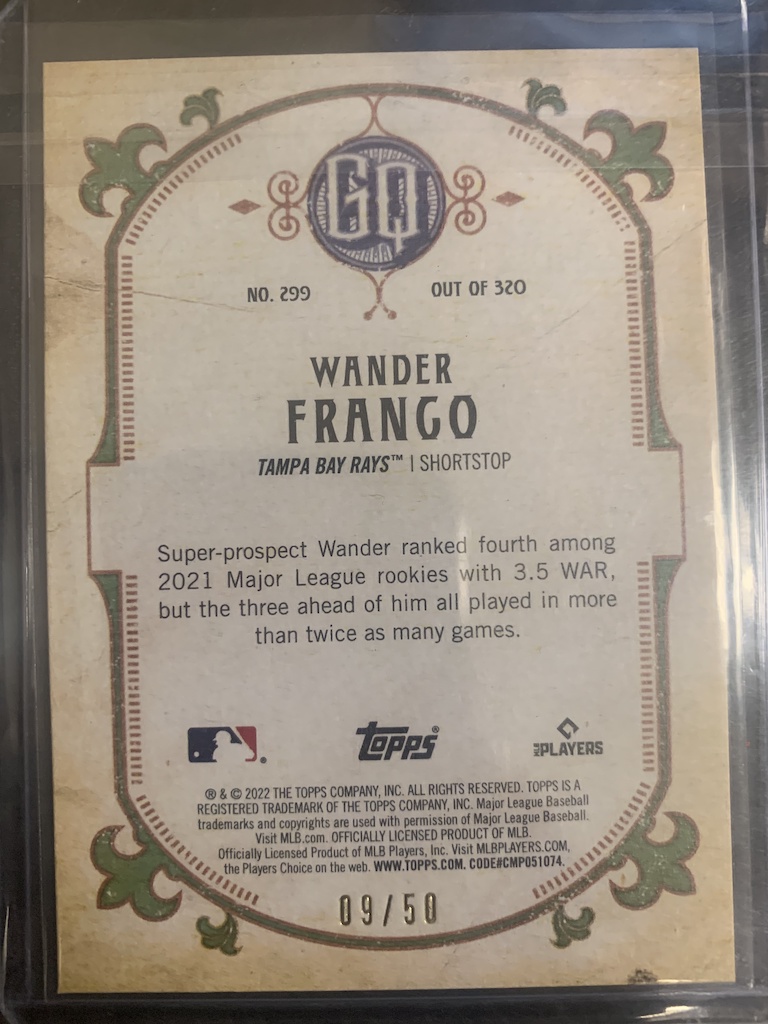 GQ
NO. 299 OUT OF 320
WANDER
FRANCO
TAMPA BAY RAYS™ | SHORTSTOP
Super-prospect Wander ranked fourth among
2021 Major League rookies with 3.5 WAR,
but the three ahead of him all played in more
than twice as many games.
topps® MLB PLAYERS
® & © 2022 THE TOPPS COMPANY, INC. ALL RIGHTS RESERVED. TOPPS IS A
REGISTERED TRADEMARK OF THE TOPPS COMPANY, INC. Major League Baseball
trademarks and copyrights are used with permission of Major League Baseball.
Visit MLB.com. OFFICIALLY LICENSED PRODUCT OF MLB.
Officially Licensed Product of MLB Players, Inc. Visit MLBPLAYERS.COM,
the Players Choice on the web. WWW.TOPPS.COM. CODE#CMP051074.
09/50